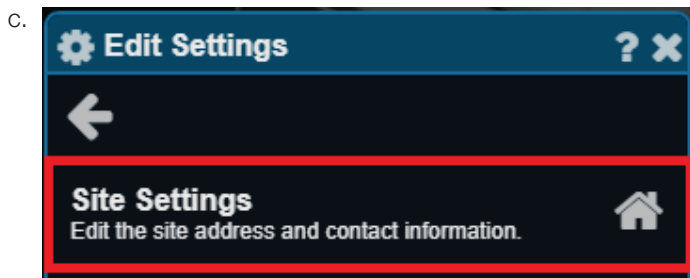 c.
Edit Settings ?
Site Settings
Edit the site address and contact information.